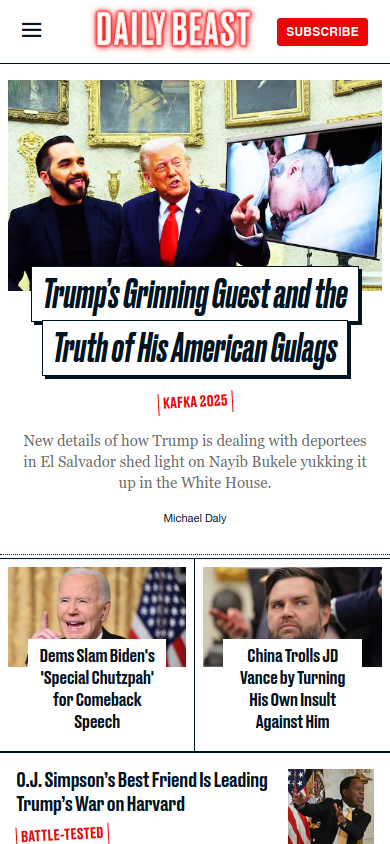 DAILY BEAST
SUBSCRIBE
Trump's Grinning Guest and the
Truth of His American Gulags
KAFKA 2025
New details of how Trump is dealing with deportees
in El Salvador shed light on Nayib Bukele yukking it
up in the White House.
Michael Daly
Dems Slam Biden's
'Special Chutzpah'
for Comeback
Speech
China Trolls JD
Vance by Turning
His Own Insult
Against Him
O.J. Simpson's Best Friend Is Leading
Trump's War on Harvard
BATTLE-TESTED